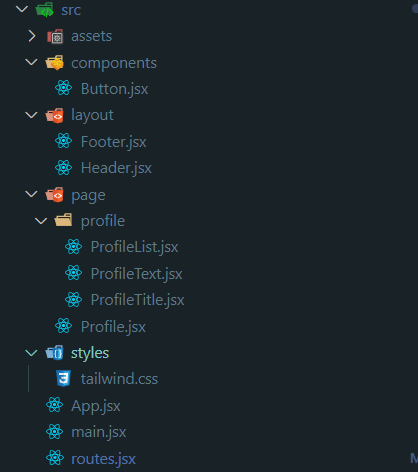 src
assets
components
Button.jsx
layout
Footer.jsx
Header.jsx
page
profile
ProfileList.jsx
ProfileText.jsx
ProfileTitle.jsx
Profile.jsx
styles
tailwind.css
App.jsx
main.jsx
routes.jsx M